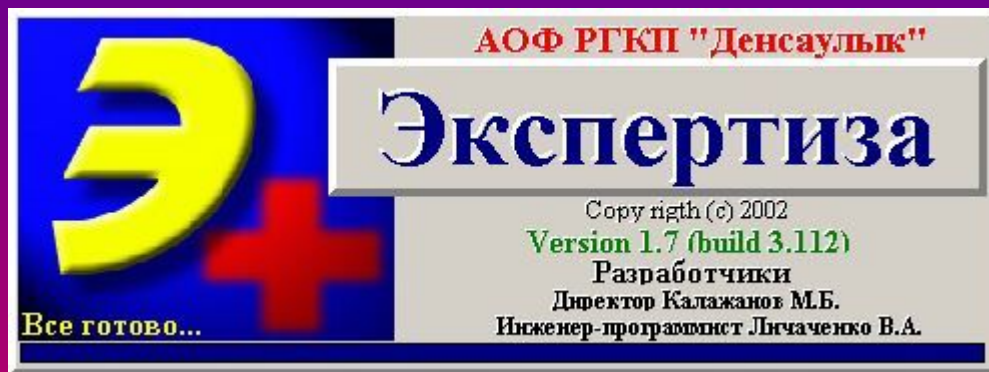 Э
АОФ РГКП "Денсаулык"
Экспертиза
Copy rigth (c) 2002
Version 1.7 (build 3.112)
Разработчики
Директор Калажанов М.Б.
Инженер-программист Личаченко В.А.
Все готово...